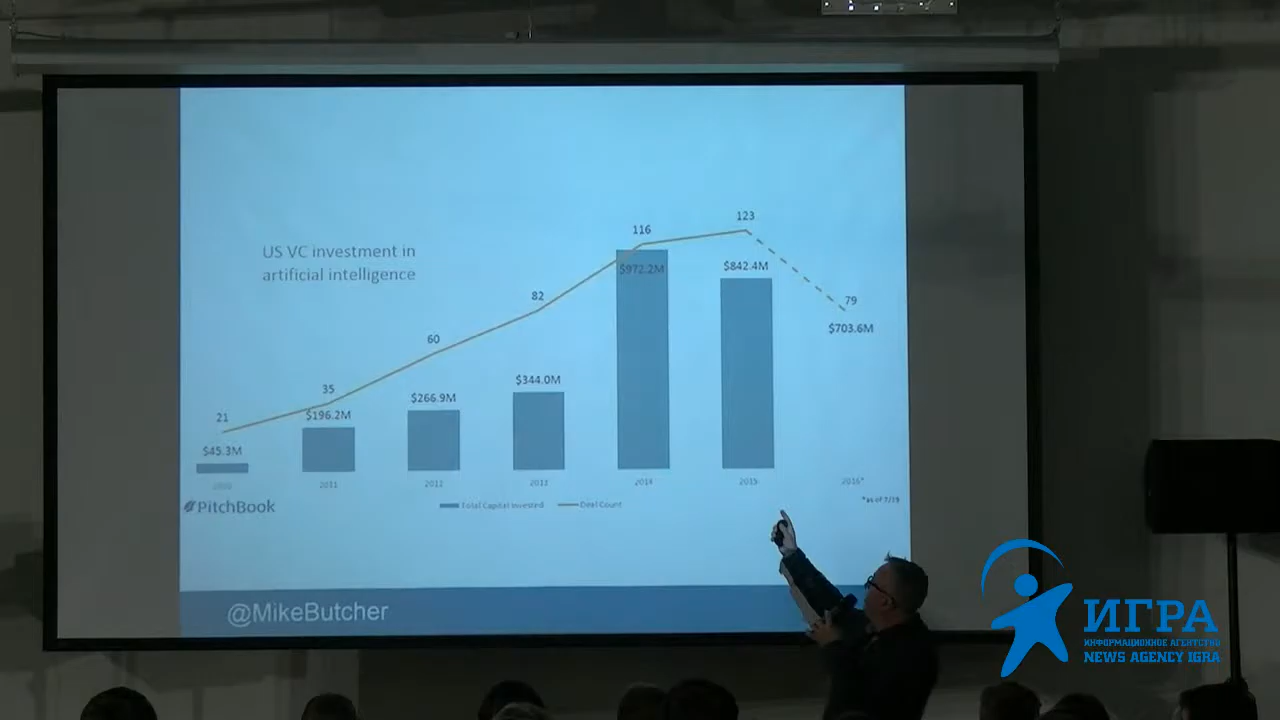 US VC investment in
artificial intelligence
21
35
60
82
116
123
79
$45.3M
$196.2M
$266.9M
$344.0M
$972.2M
$842.4M
$703.6M
2010
2011
2012
2013
2014
2015
2016*
*as of 7/19
PitchBook
Total Capital Invested
Deal Count
@MikeButcher
ИГРА
ИНФОРМАЦИОННОЕ АГЕНТСТВО
NEWS AGENCY IGRA